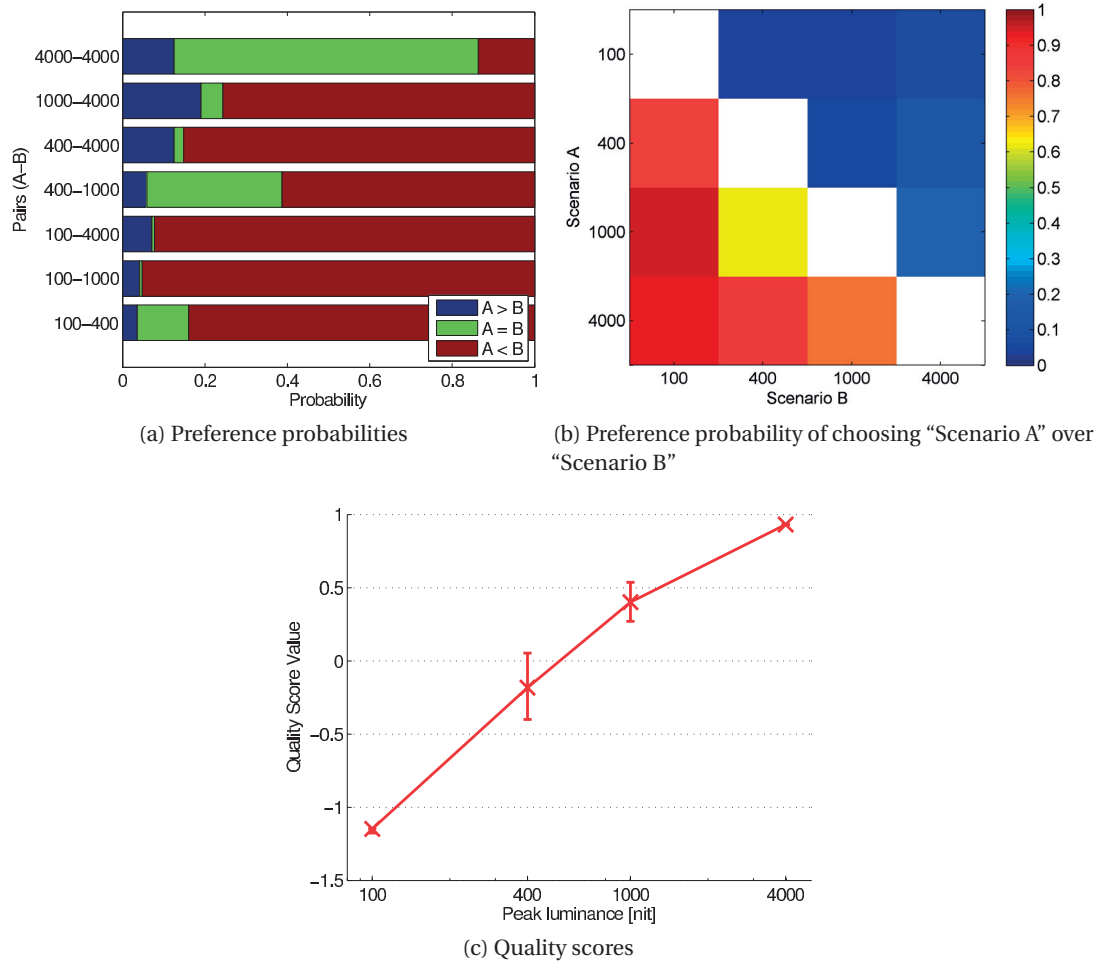 Pairs (A−B)
4000−4000
1000−4000
400−4000
400−1000
100−4000
100−1000
100−400
A > B
A = B
A < B
0 0.2 0.4 0.6 0.8 1
Probability
(a) Preference probabilities
Scenario A
100
400
1000
4000
100 400 1000 4000
Scenario B
1
0.9
0.8
0.7
0.6
0.5
0.4
0.3
0.2
0.1
0
(b) Preference probability of choosing “Scenario A” over
“Scenario B”
Quality Score Value
1
0.5
0
−0.5
−1
−1.5
100 400 1000 4000
Peak luminance [nit]
(c) Quality scores